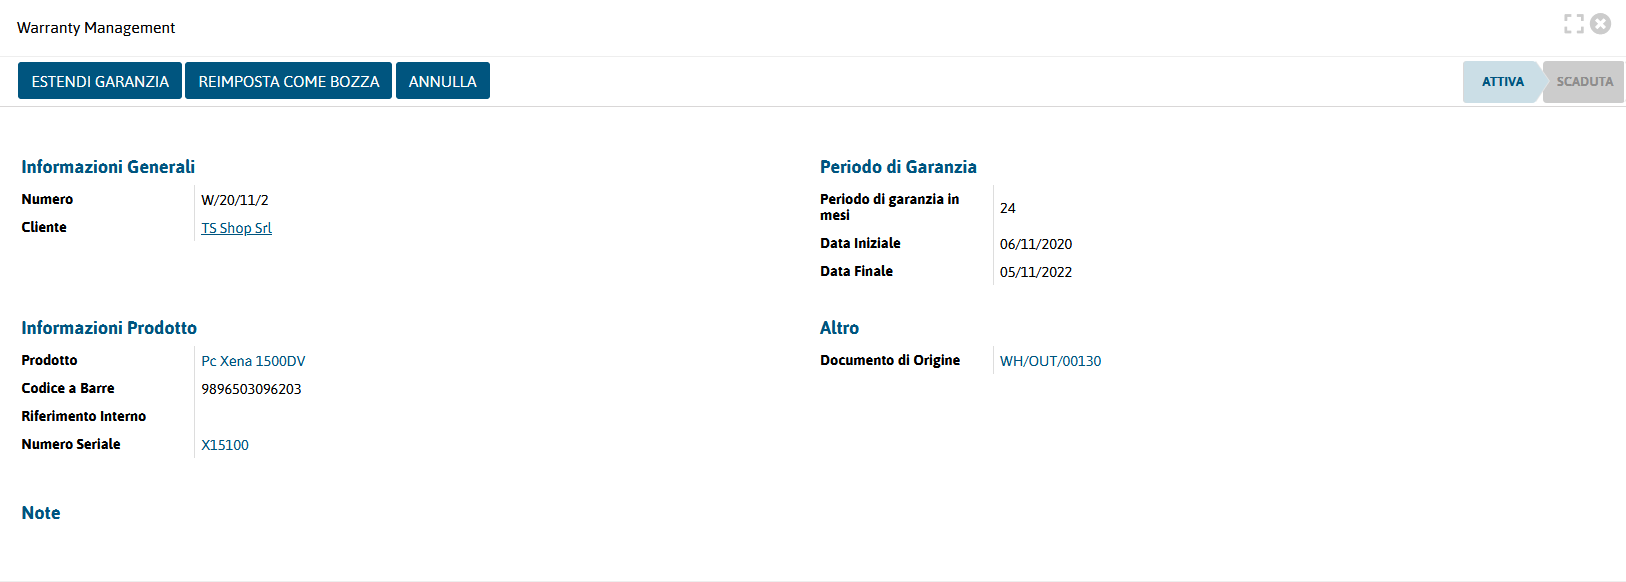 Warranty Management
ESTENDI GARANZIA REIMPOSTA COME BOZZA ANNULLA ATTIVA SCADUTA
Informazioni Generali
Numero W/20/11/2
Cliente TS Shop Srl
Periodo di Garanzia
Periodo di garanzia in
mesi 24
Data Iniziale 06/11/2020
Data Finale 05/11/2022
Informazioni Prodotto
Prodotto Pc Xena 1500DV
Codice a Barre 9896503096203
Riferimento Interno
Numero Seriale X15100
Altro
Documento di Origine WH/OUT/00130
Note